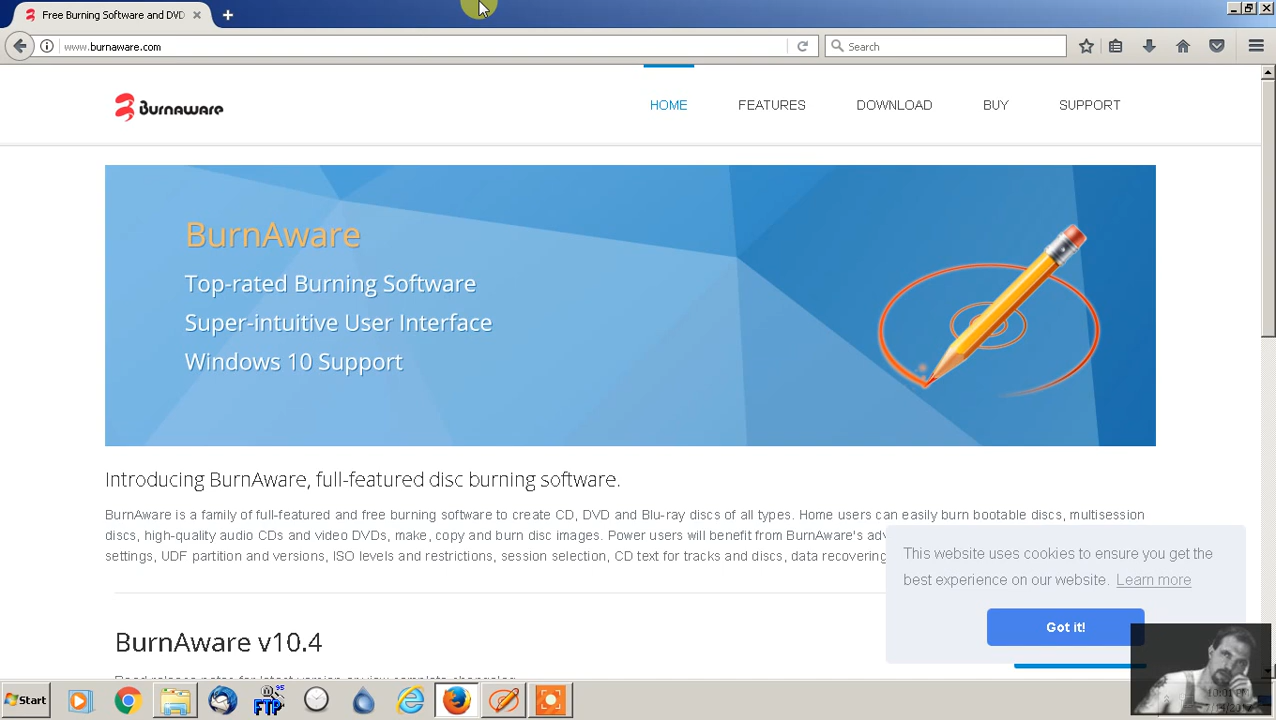 Free Burning Software and DVD
www.burnaware.com
Search
Burnaware
HOME FEATURES DOWNLOAD BUY SUPPORT
BurnAware
Top-rated Burning Software
Super-intuitive User Interface
Windows 10 Support
Introducing BurnAware, full-featured disc burning software.
BurnAware is a family of full-featured and free burning software to create CD, DVD and Blu-ray discs of all types. Home users can easily burn bootable discs, multisession
discs, high-quality audio CDs and video DVDs, make, copy and burn disc images. Power users will benefit from BurnAware's
settings, UDF partition and versions, ISO levels and restrictions, session selection, CD text for tracks and discs, data recovering
This website uses cookies to ensure you get the
best experience on our website. Learn more
Got it!
BurnAware v10.4
Start
FTP
10:01 PM